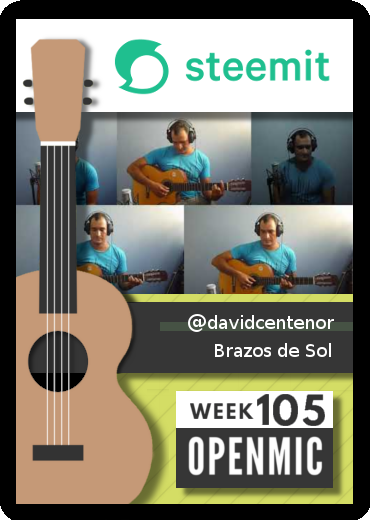 steemit
@davidcentenor
Brazos de Sol
WEEK 105
OPENMIC